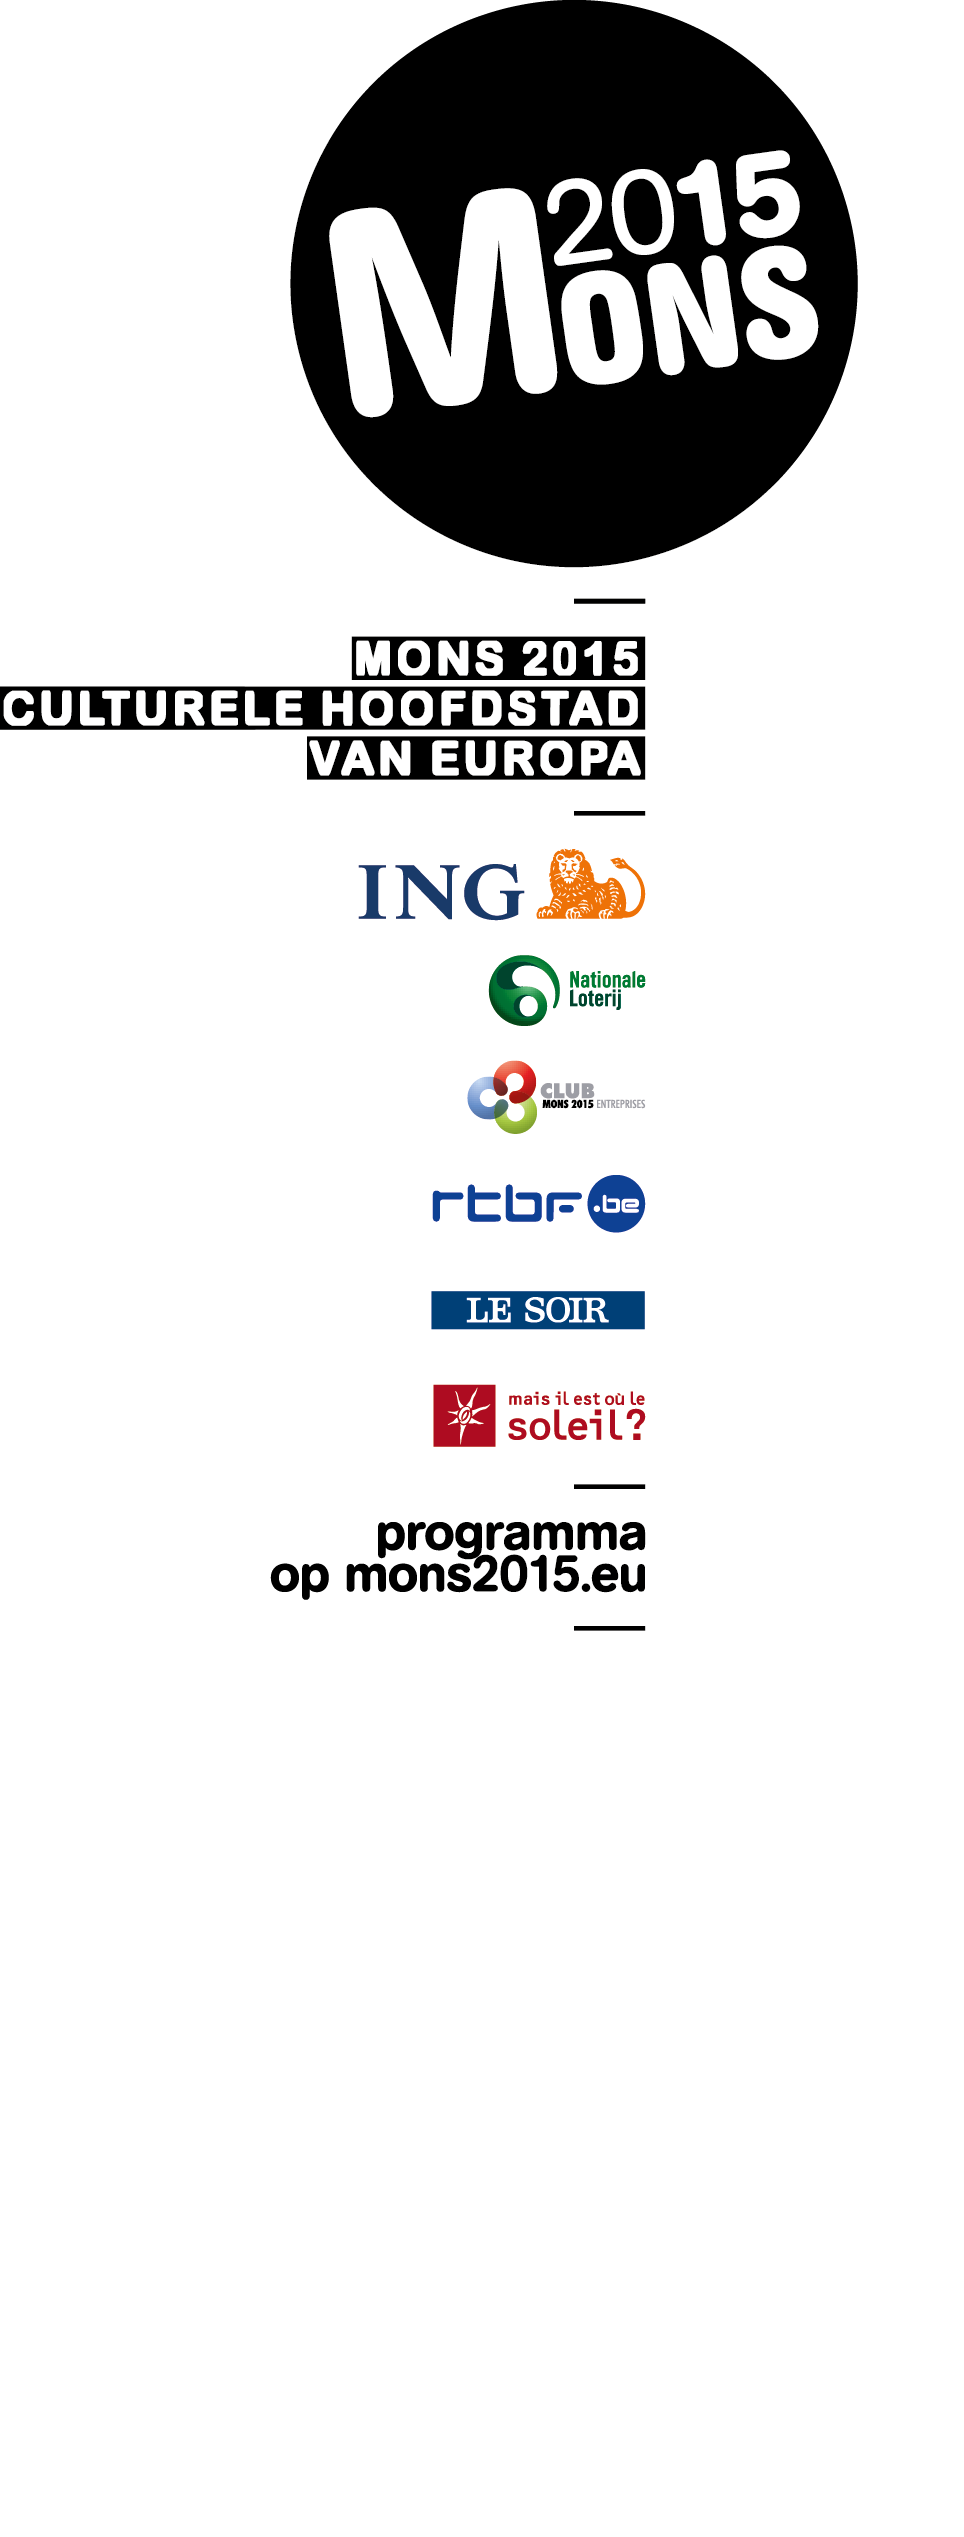 2015
MONS
MONS 2015
CULTURELE HOOFDSTAD
VAN EUROPA
ING
Nationale
Loterij
CLUB
MONS 2015 ENTREPRISES
rtbf.be
LE SOIR
mais il est où le
soleil?
programma
op mons2015.eu